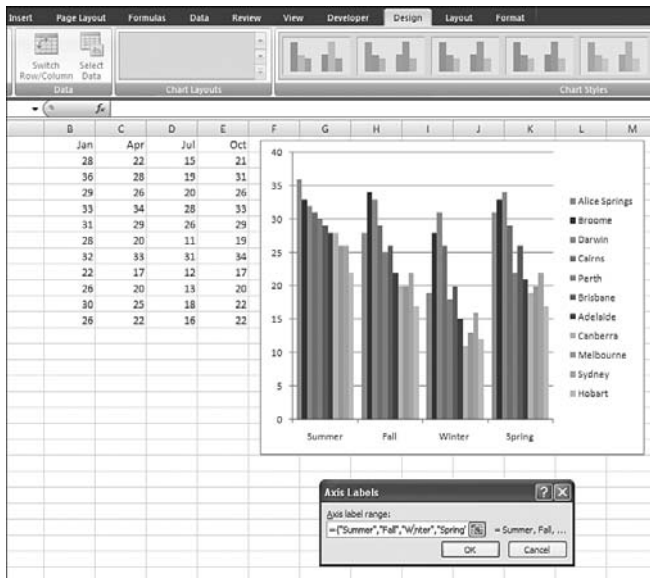 Insert Page Layout Formulas Data Review View Developer Design Layout Format
Switch Row/Column
Select Data
Data
Chart Layouts
Chart Styles
fx
B C D E F G H I J K L M
Jan Apr Jul Oct
28 22 15 21
36 28 19 31
29 26 20 26
33 34 28 33
31 29 26 29
28 20 11 19
32 33 31 34
22 17 12 17
26 20 13 20
30 25 18 22
26 22 16 22
40
35
30
25
20
15
10
5
0
Summer Fall Winter Spring
Alice Springs
Broome
Darwin
Cairns
Perth
Brisbane
Adelaide
Canberra
Melbourne
Sydney
Hobart
Axis Labels
Axis label range:
={"Summer","Fall","Winter","Spring' = Summer, Fall, ...
OK Cancel